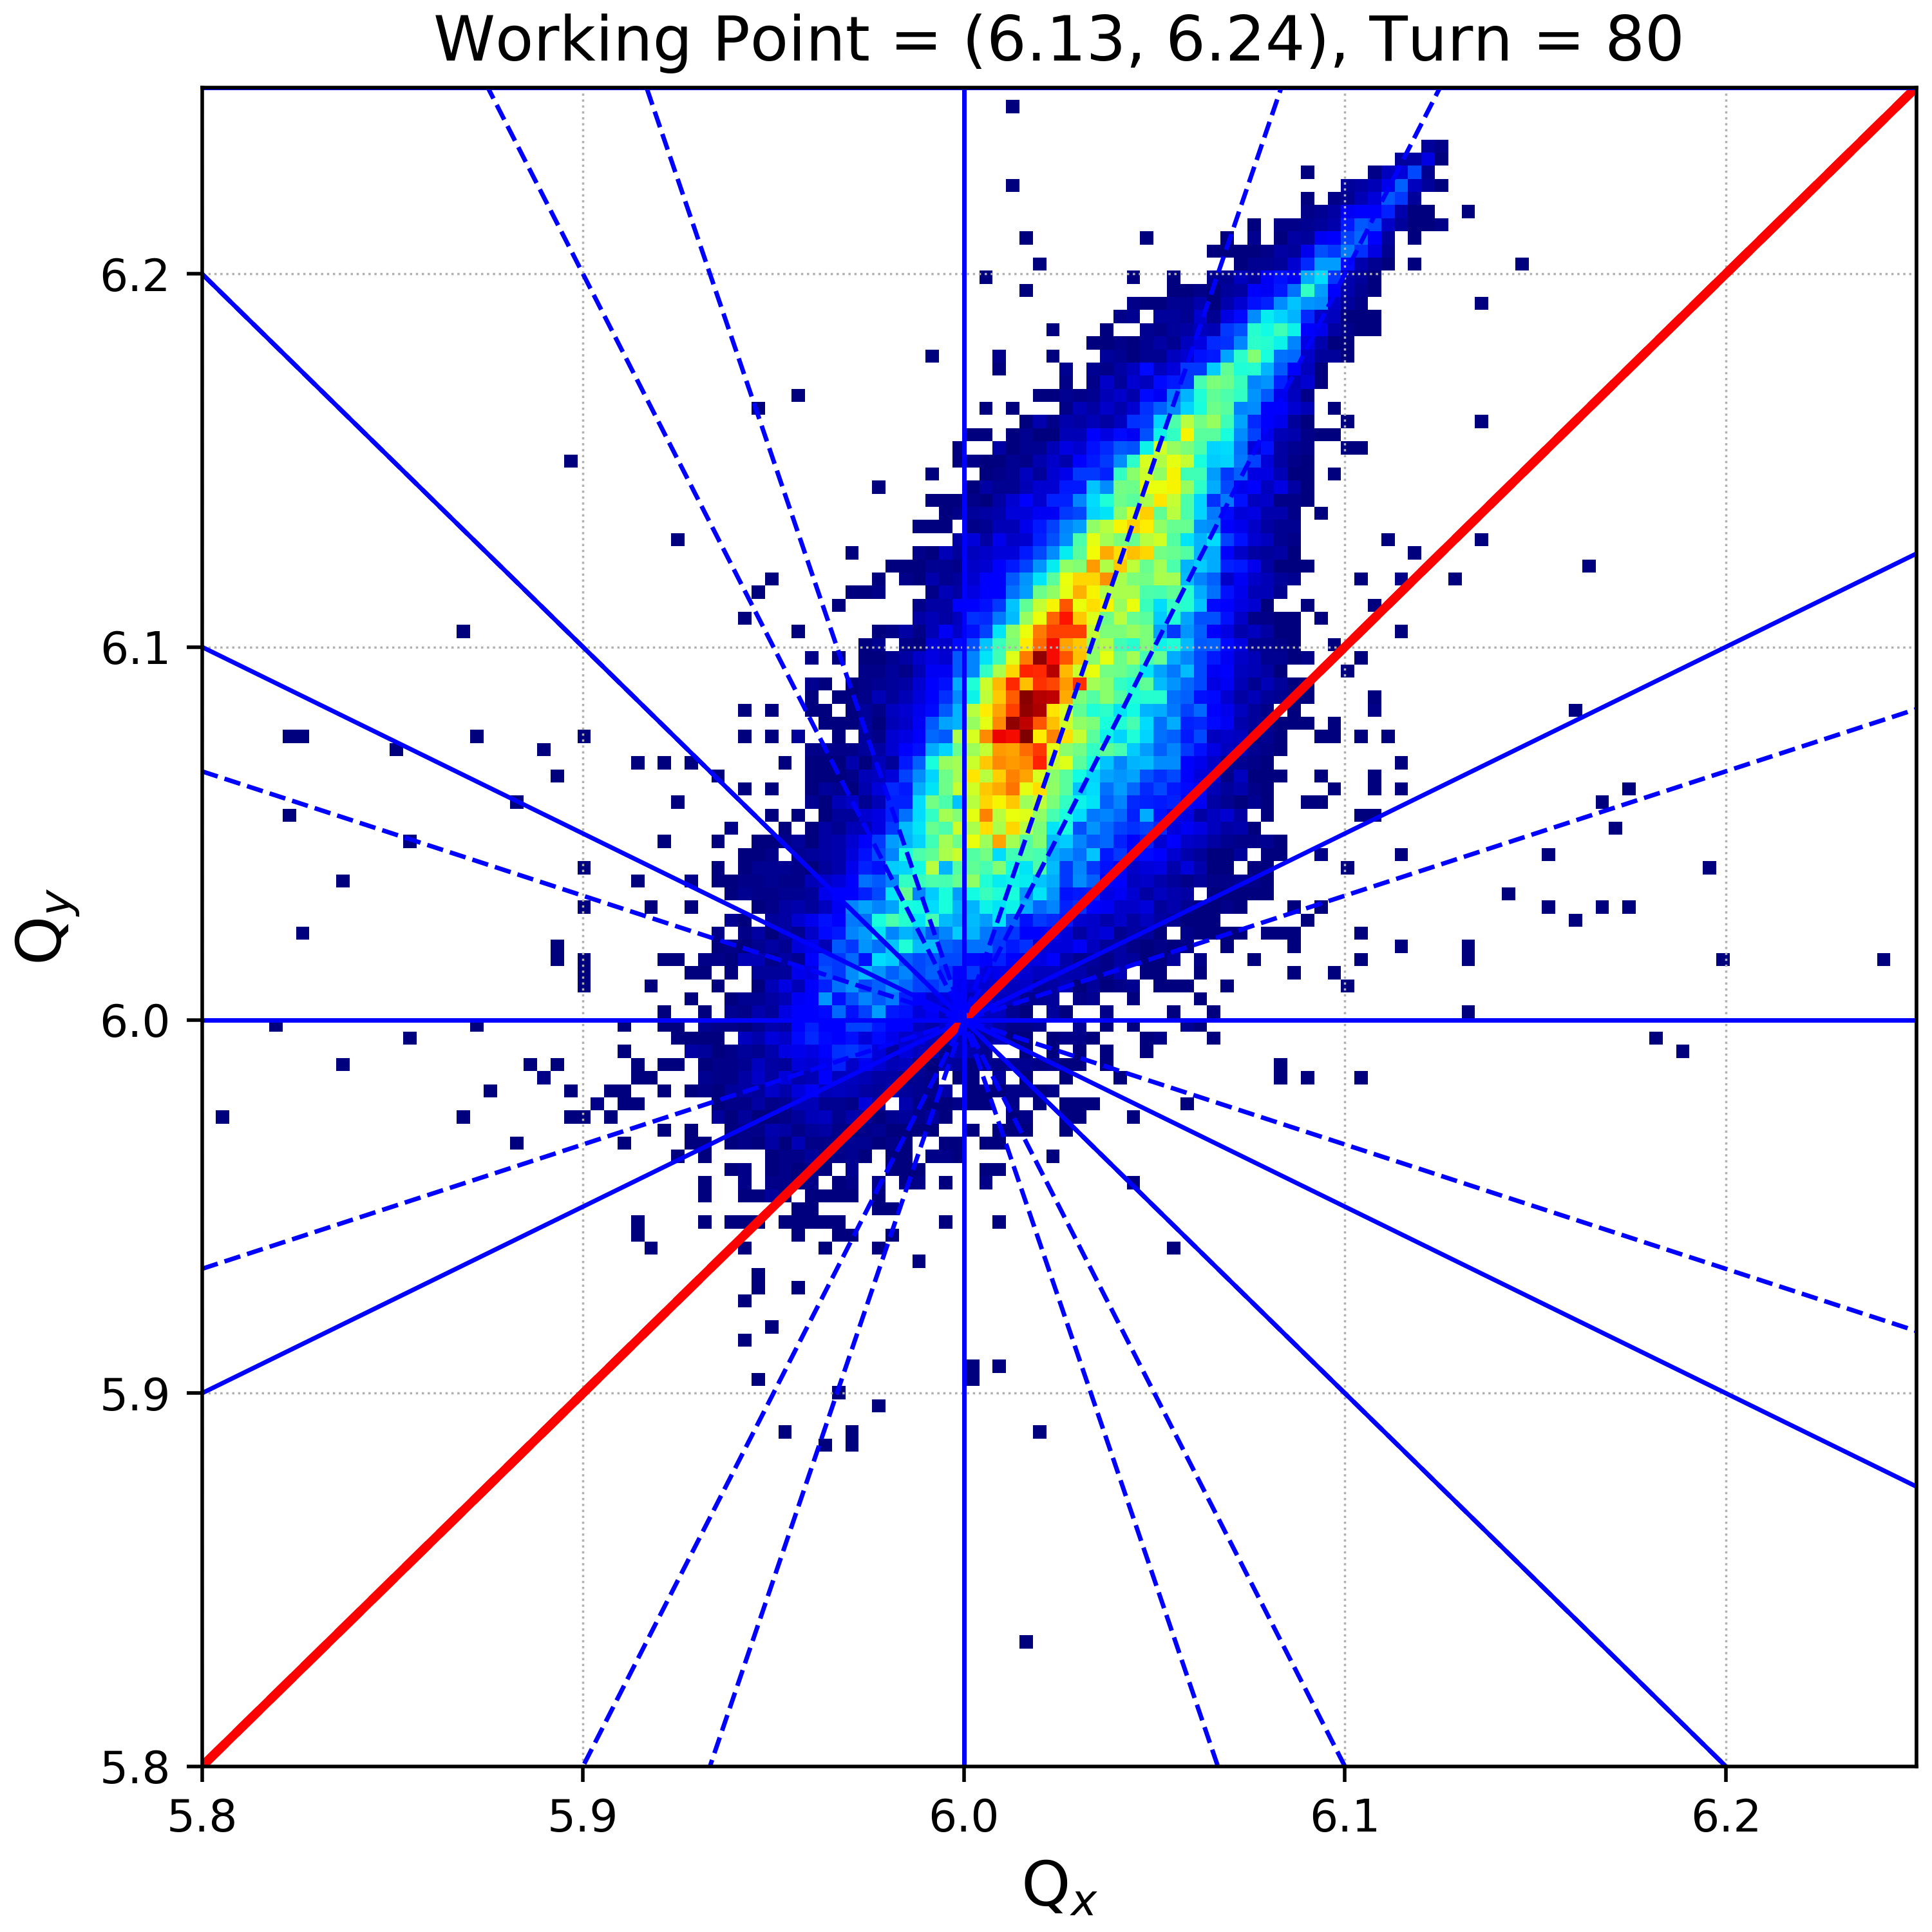 Working Point = (6.13, 6.24), Turn = 80
6.2
6.1
6.0
5.9
5.8
Qy
5.8 5.9 6.0 6.1 6.2
Qx